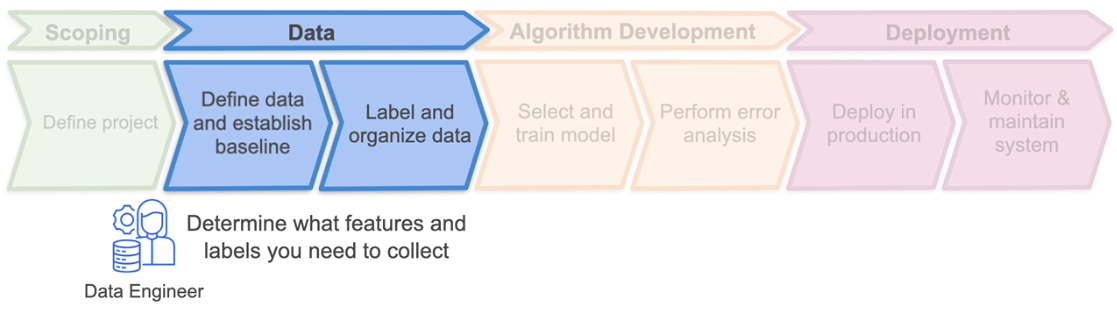 Scoping
Data
Algorithm Development
Deployment
Define project
Define data
and establish
baseline
Label and
organize data
Select and
train model
Perform error
analysis
Deploy in
production
Monitor &
maintain
system
Determine what features and
labels you need to collect
Data Engineer